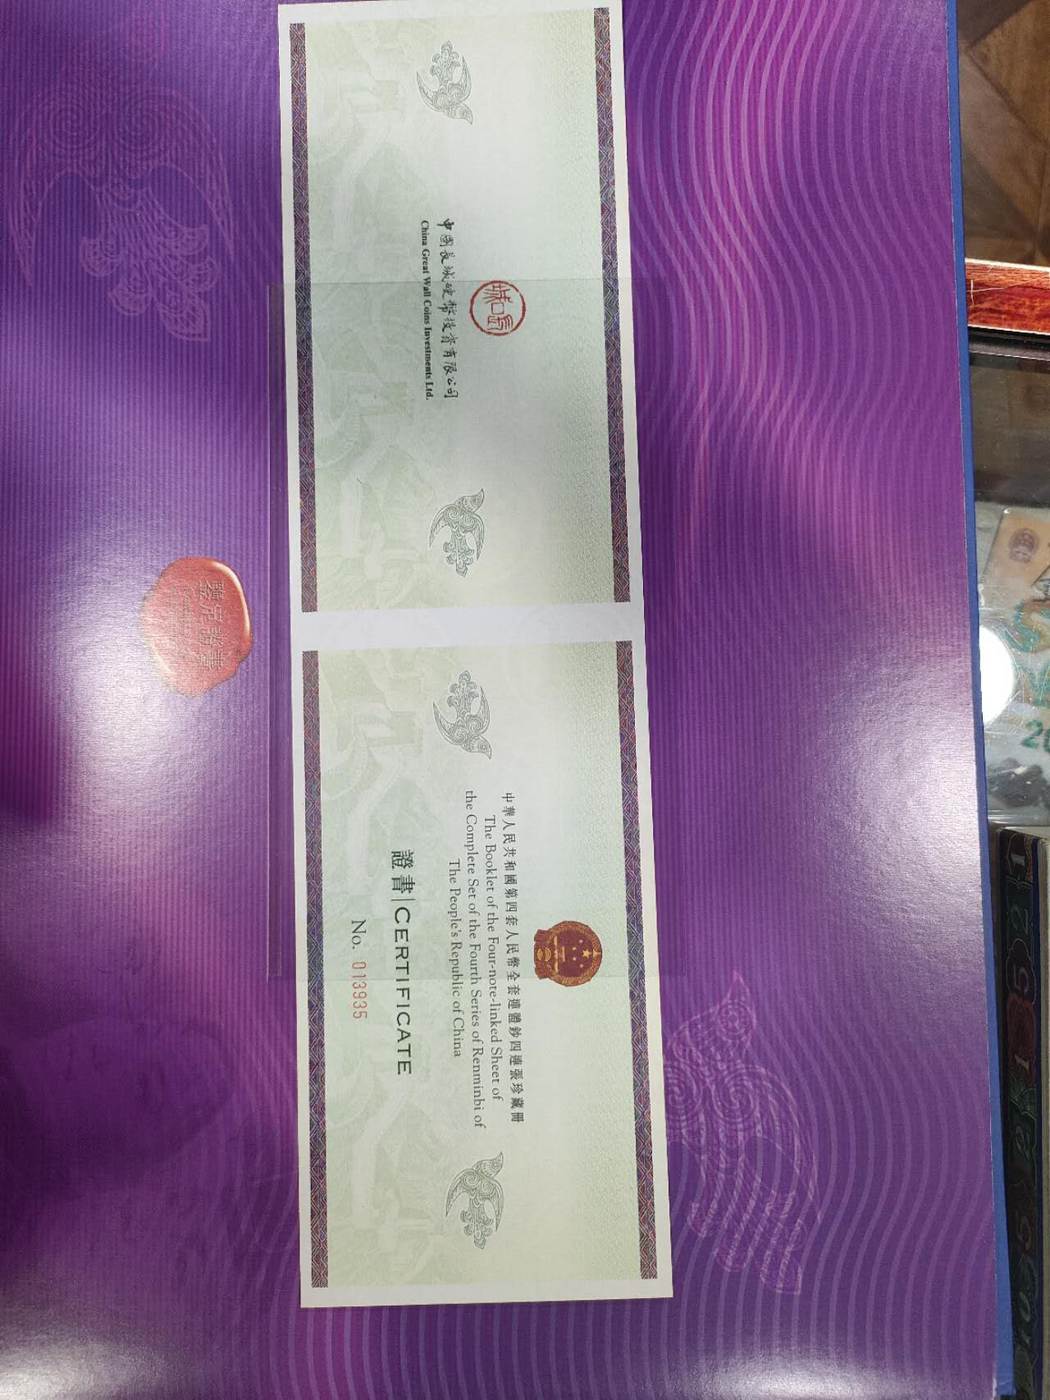 中國長城硬幣投資有限公司
China Great Wall Coins Investments Ltd.
中華人民共和國第四套人民幣全套連體鈔四連張珍藏冊
The Booklet of the Four-note-linked Sheet of
the Complete Set of the Fourth Series of Renminbi of
The People's Republic of China
證書|CERTIFICATE
No. 013935
鑒定證書